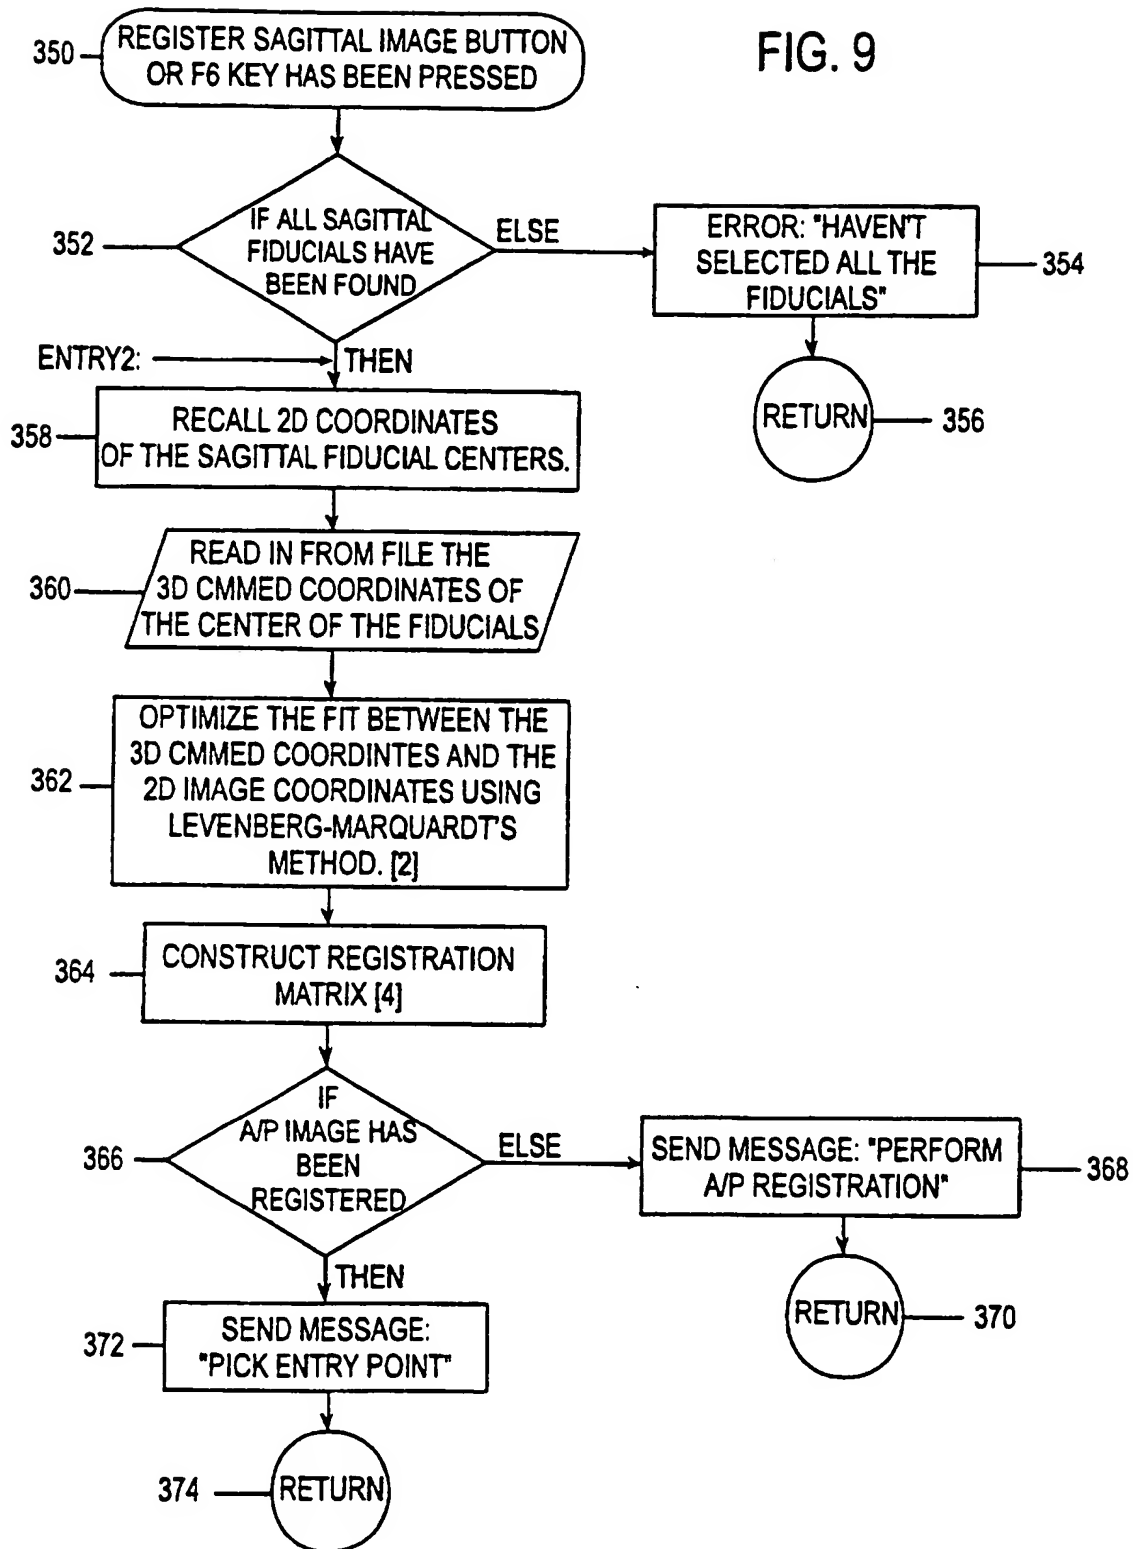 FIG. 9
350
REGISTER SAGITTAL IMAGE BUTTON
OR F6 KEY HAS BEEN PRESSED
352
IF ALL SAGITTAL
FIDUCIALS HAVE
BEEN FOUND
ELSE
ERROR: "HAVEN'T
SELECTED ALL THE
FIDUCIALS"
354
RETURN
356
ENTRY2:
THEN
358
RECALL 2D COORDINATES
OF THE SAGITTAL FIDUCIAL CENTERS.
360
READ IN FROM FILE THE
3D CMMED COORDINATES OF
THE CENTER OF THE FIDUCIALS
362
OPTIMIZE THE FIT BETWEEN THE
3D CMMED COORDINTES AND THE
2D IMAGE COORDINATES USING
LEVENBERG-MARQUARDT'S
METHOD. [2]
364
CONSTRUCT REGISTRATION
MATRIX [4]
366
IF
A/P IMAGE HAS
BEEN
REGISTERED
ELSE
SEND MESSAGE: "PERFORM
A/P REGISTRATION"
368
RETURN
370
THEN
372
SEND MESSAGE:
"PICK ENTRY POINT"
374
RETURN